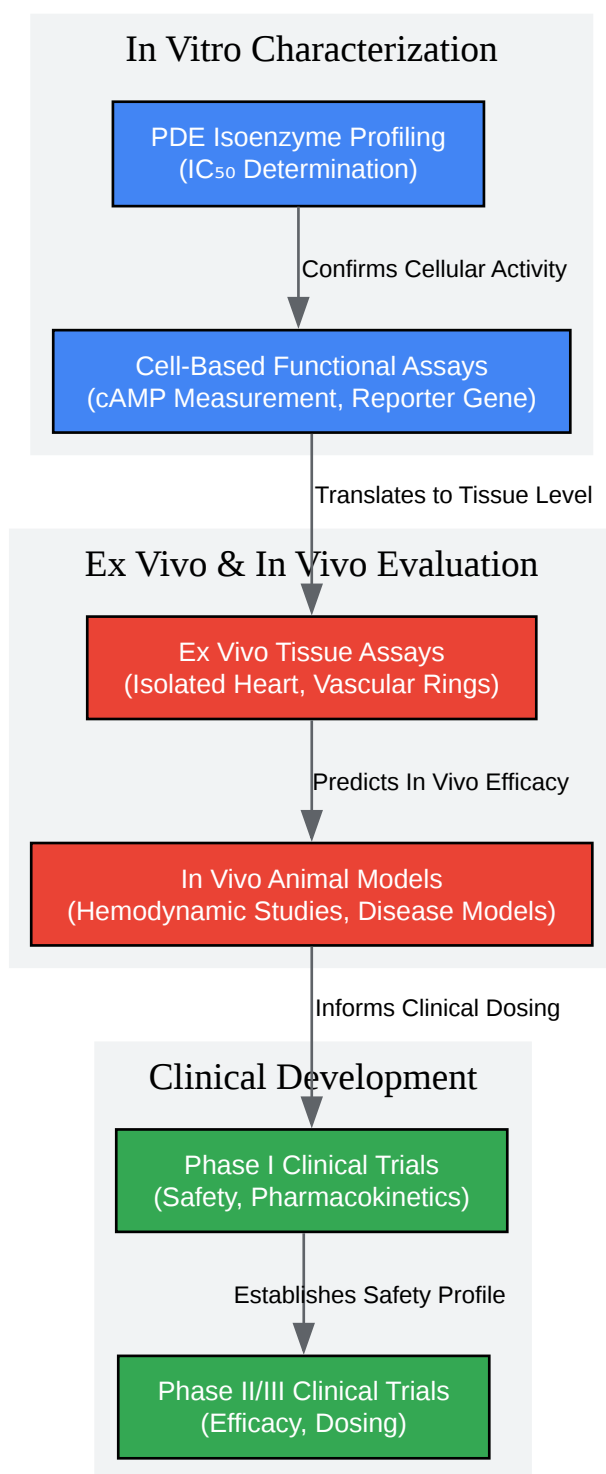 In Vitro Characterization
PDE Isoenzyme Profiling
(IC₅₀ Determination)
Confirms Cellular Activity
Cell-Based Functional Assays
(cAMP Measurement, Reporter Gene)
Translates to Tissue Level
Ex Vivo & In Vivo Evaluation
Ex Vivo Tissue Assays
(Isolated Heart, Vascular Rings)
Predicts In Vivo Efficacy
In Vivo Animal Models
(Hemodynamic Studies, Disease Models)
Informs Clinical Dosing
Clinical Development
Phase I Clinical Trials
(Safety, Pharmacokinetics)
Establishes Safety Profile
Phase II/III Clinical Trials
(Efficacy, Dosing)